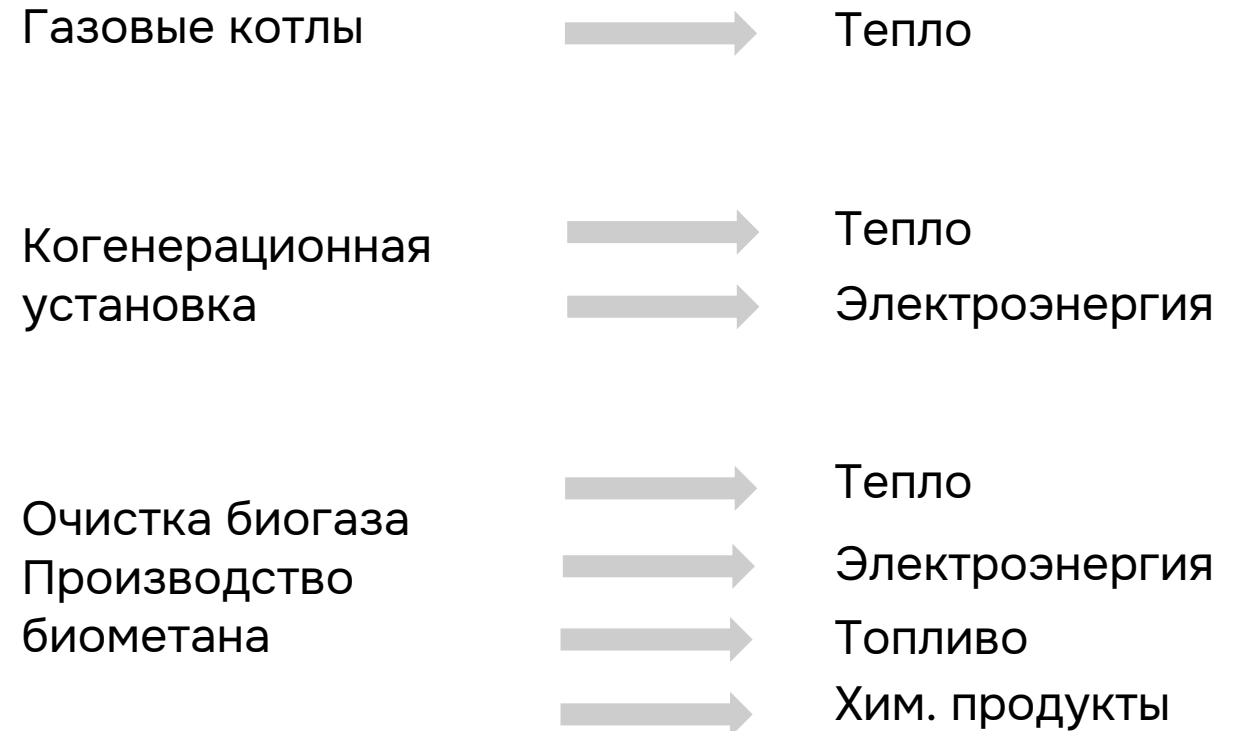 Газовые котлы
Тепло
Когенерационная
установка
Тепло
Электроэнергия
Очистка биогаза
Производство
биометана
Тепло
Электроэнергия
Топливо
Хим. продукты